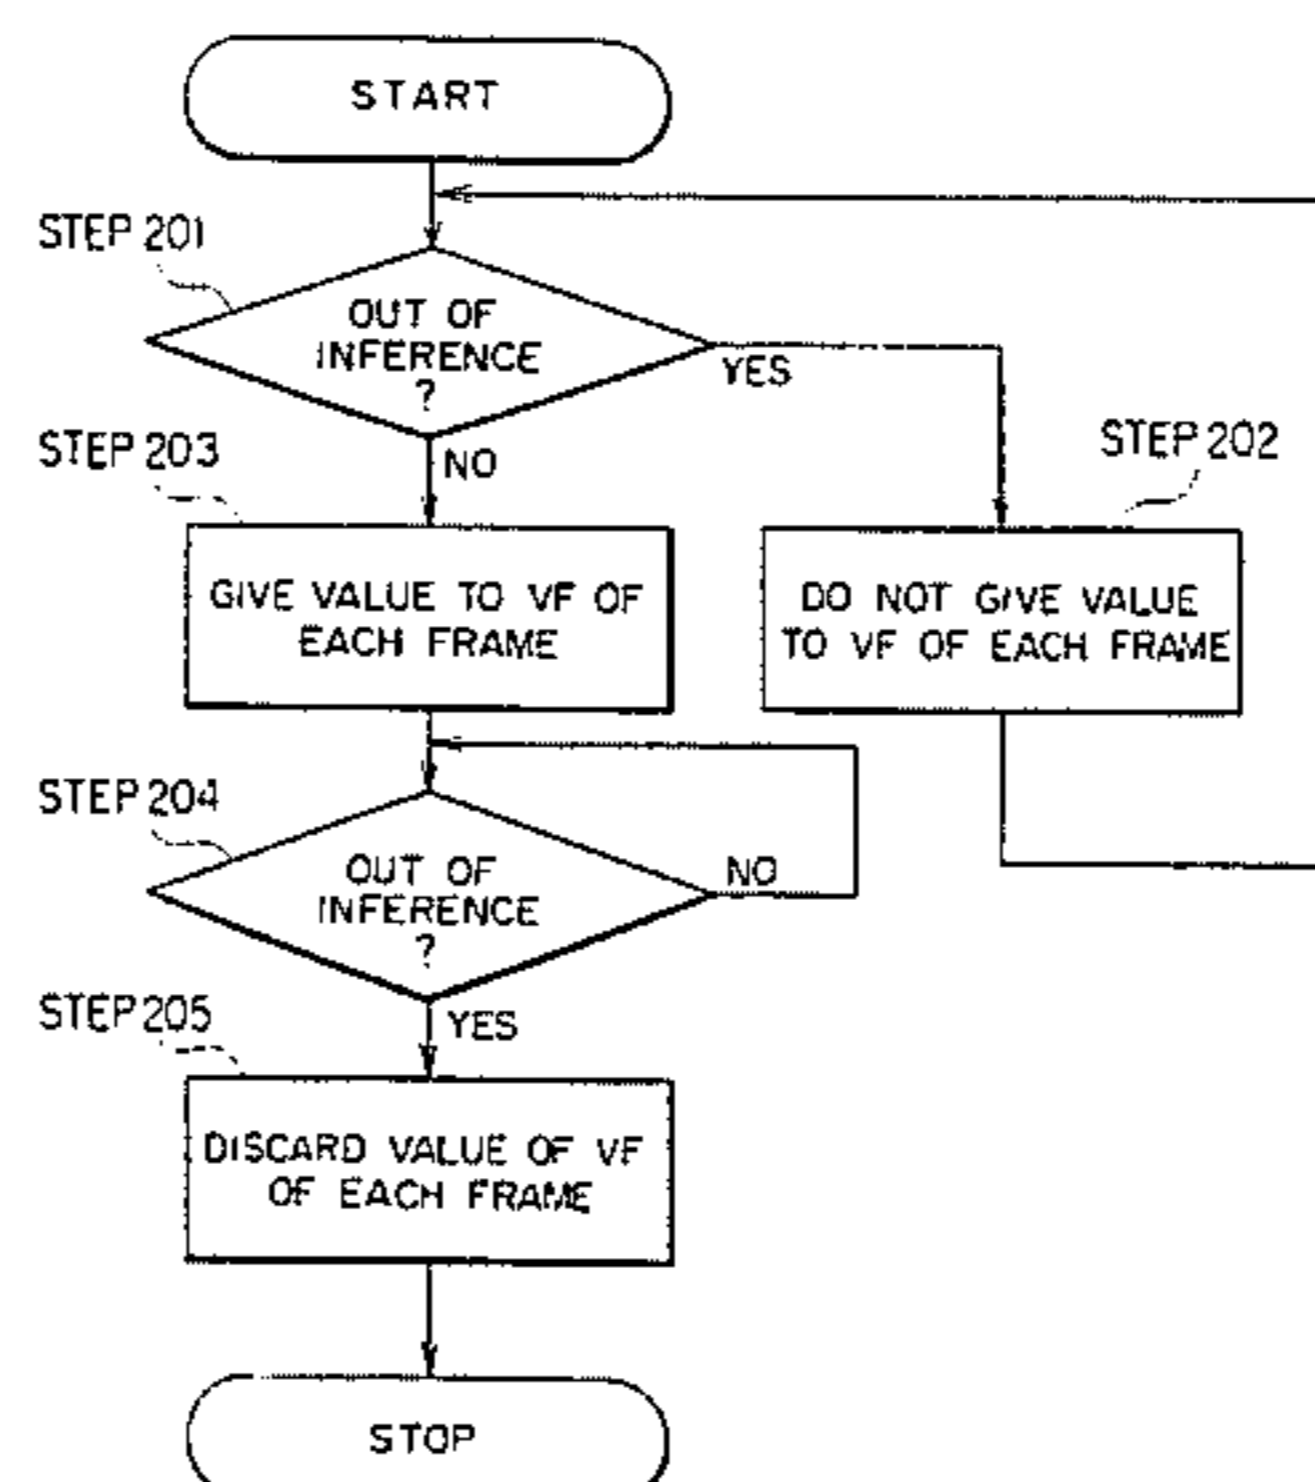 START
STEP 201
OUT OF
INFERENCE
?
YES
NO
STEP 202
DO NOT GIVE VALUE
TO VF OF EACH FRAME
STEP 203
GIVE VALUE TO VF OF
EACH FRAME
STEP 204
OUT OF
INFERENCE
?
NO
YES
STEP 205
DISCARD VALUE OF VF
OF EACH FRAME
STOP